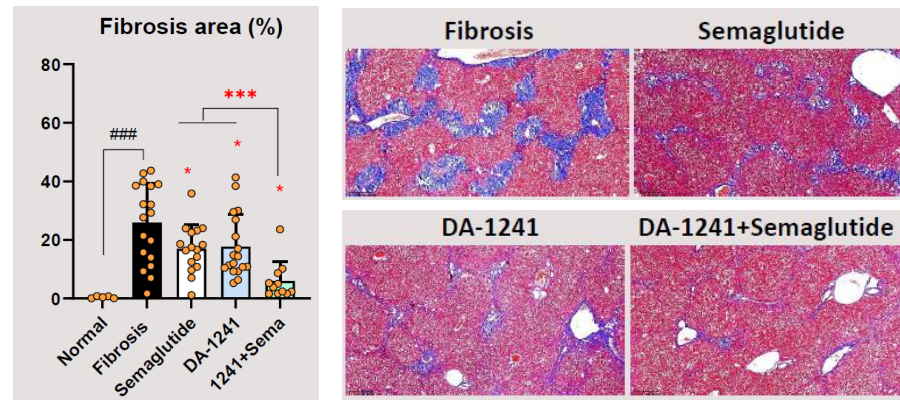 Fibrosis area (%)
80
60
40
20
0
###
***
*
*
*
Normal
Fibrosis
Semaglutide
DA-1241
1241+Sema
Fibrosis
Semaglutide
DA-1241
DA-1241+Semaglutide